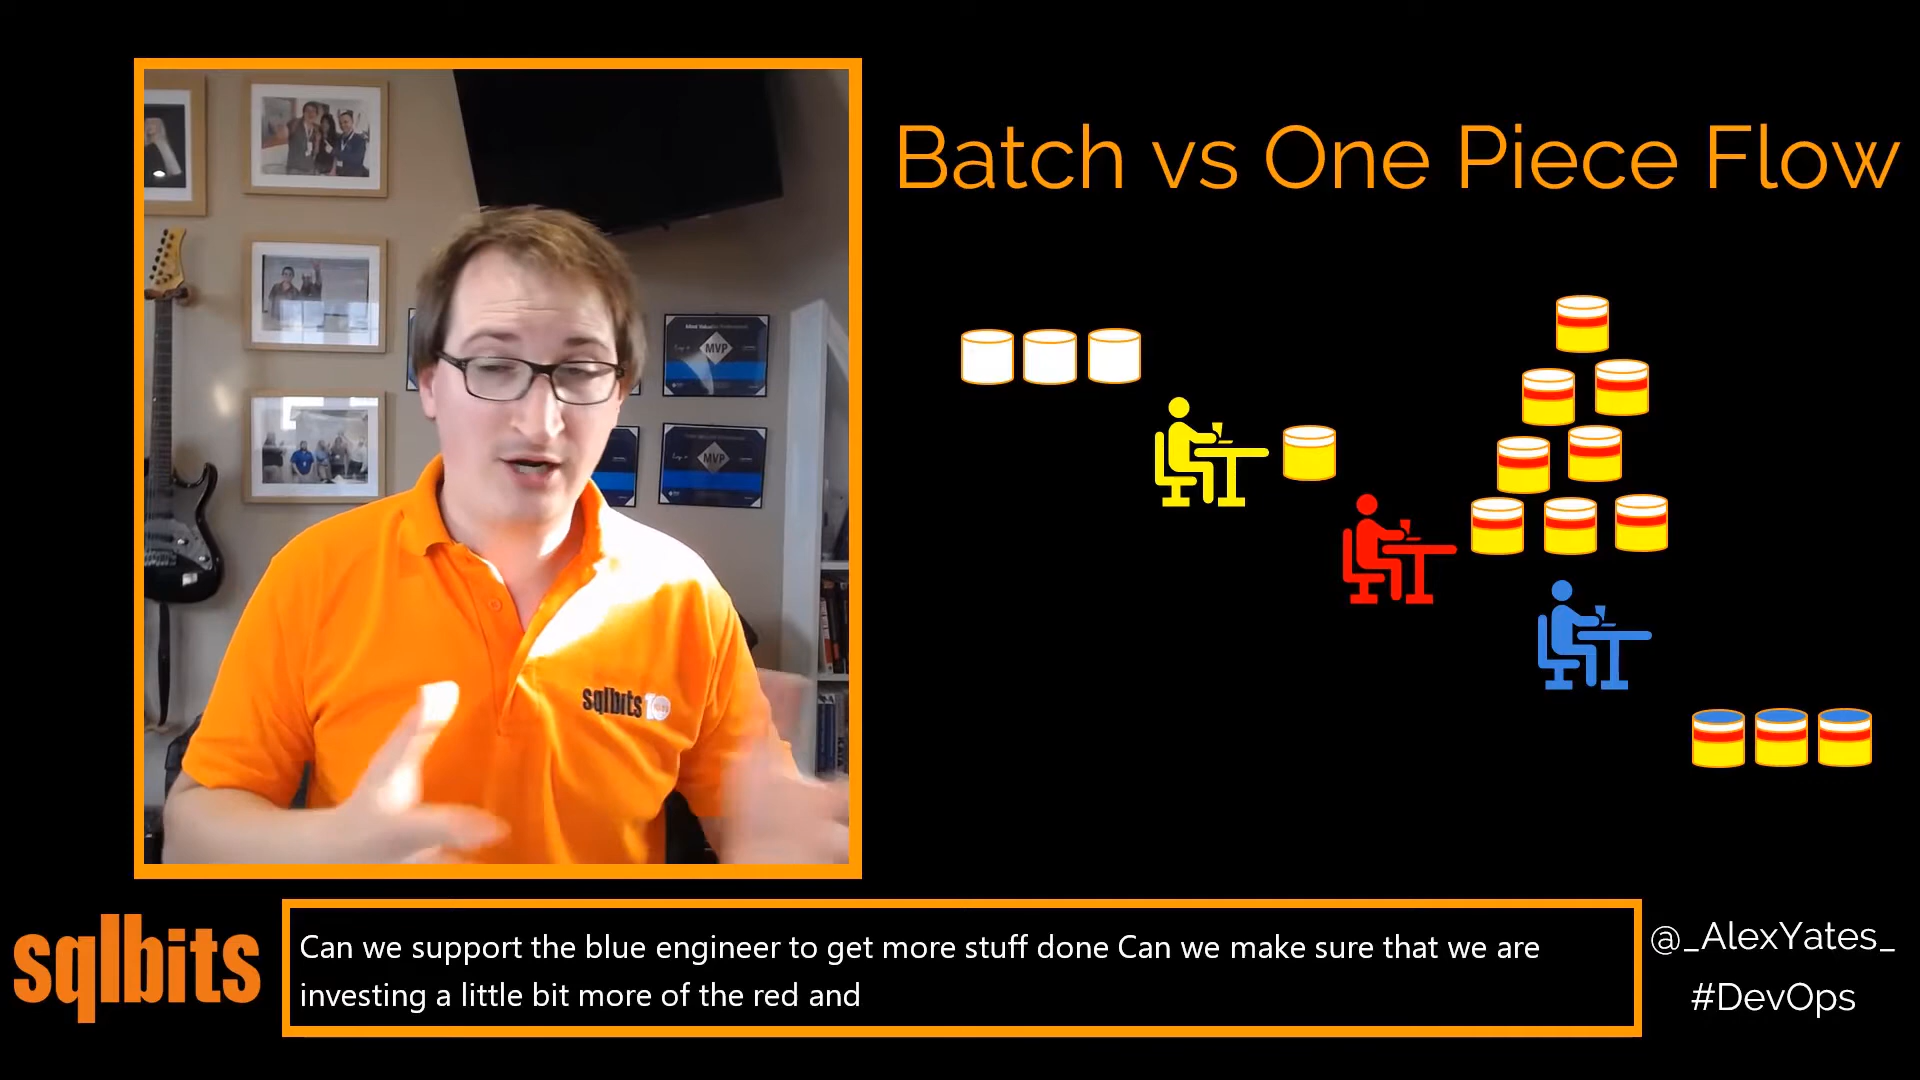 Batch vs One Piece Flow
MVP
MVP
sqlbits
sqlbits
Can we support the blue engineer to get more stuff done Can we make sure that we are
investing a little bit more of the red and
@_AlexYates_
#DevOps